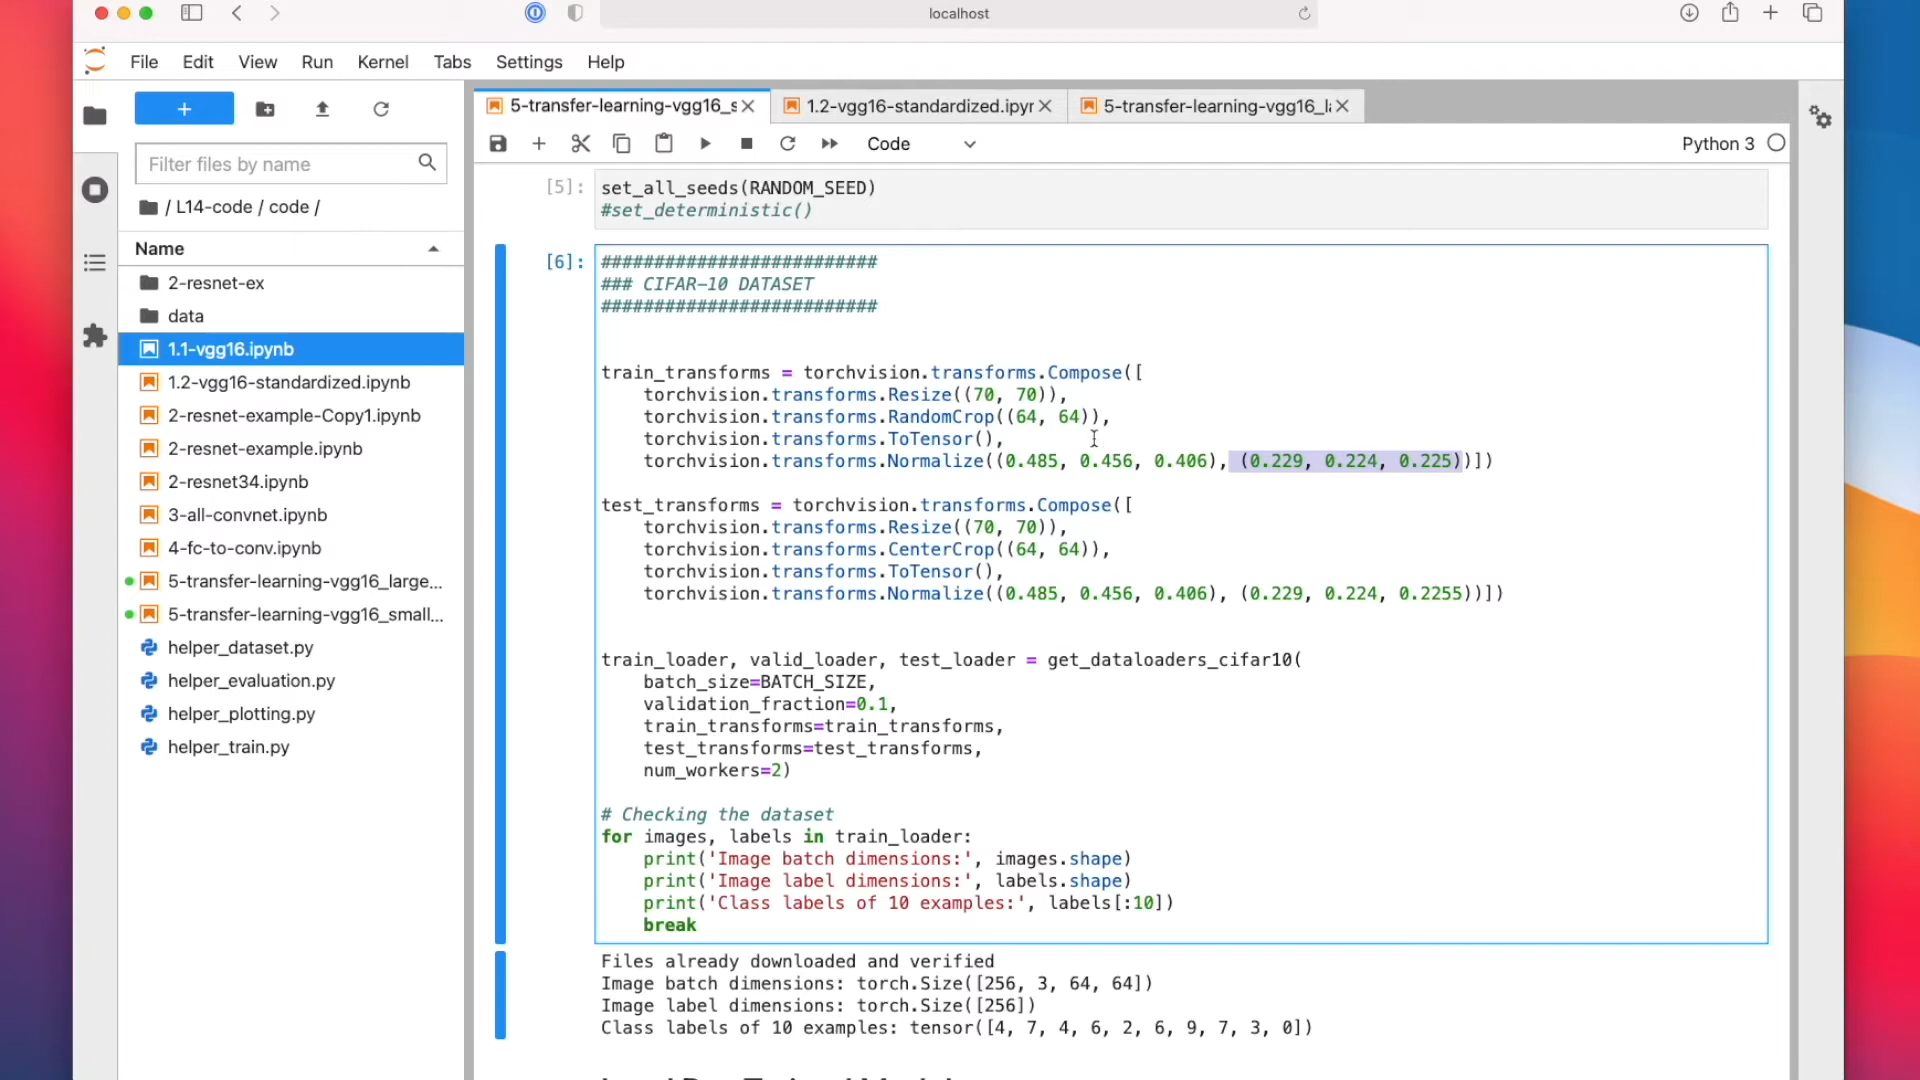 localhost
File Edit View Run Kernel Tabs Settings Help
5-transfer-learning-vgg16_s
1.2-vgg16-standardized.ipyr
5-transfer-learning-vgg16_l
Code
Python 3
Filter files by name
/ L14-code / code /
Name
2-resnet-ex
data
1.1-vgg16.ipynb
1.2-vgg16-standardized.ipynb
2-resnet-example-Copy1.ipynb
2-resnet-example.ipynb
2-resnet34.ipynb
3-all-convnet.ipynb
4-fc-to-conv.ipynb
5-transfer-learning-vgg16_large...
5-transfer-learning-vgg16_small...
helper_dataset.py
helper_evaluation.py
helper_plotting.py
helper_train.py
[5]: set_all_seeds(RANDOM_SEED)
#set_deterministic()
[6]: ##########################
### CIFAR-10 DATASET
##########################
train_transforms = torchvision.transforms.Compose([
    torchvision.transforms.Resize((70, 70)),
    torchvision.transforms.RandomCrop((64, 64)),
    torchvision.transforms.ToTensor(),
    torchvision.transforms.Normalize((0.485, 0.456, 0.406), (0.229, 0.224, 0.225))])
test_transforms = torchvision.transforms.Compose([
    torchvision.transforms.Resize((70, 70)),
    torchvision.transforms.CenterCrop((64, 64)),
    torchvision.transforms.ToTensor(),
    torchvision.transforms.Normalize((0.485, 0.456, 0.406), (0.229, 0.224, 0.2255))])
train_loader, valid_loader, test_loader = get_dataloaders_cifar10(
    batch_size=BATCH_SIZE,
    validation_fraction=0.1,
    train_transforms=train_transforms,
    test_transforms=test_transforms,
    num_workers=2)
# Checking the dataset
for images, labels in train_loader:
    print('Image batch dimensions:', images.shape)
    print('Image label dimensions:', labels.shape)
    print('Class labels of 10 examples:', labels[:10])
    break
Files already downloaded and verified
Image batch dimensions: torch.Size([256, 3, 64, 64])
Image label dimensions: torch.Size([256])
Class labels of 10 examples: tensor([4, 7, 4, 6, 2, 6, 9, 7, 3, 0])